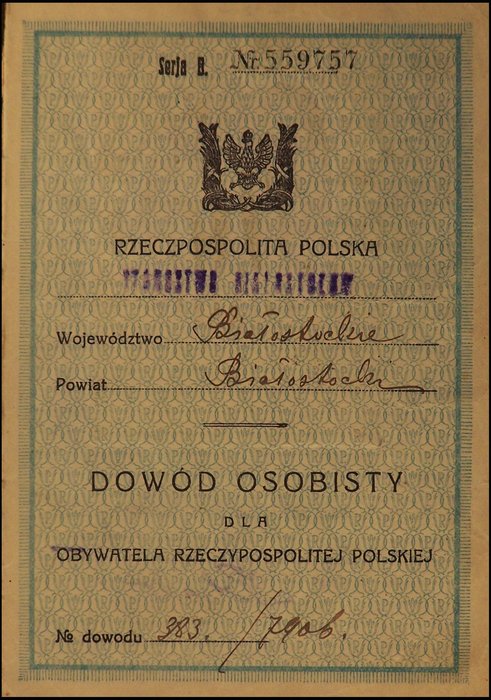 Serja B. № 559757
RZECZPOSPOLITA POLSKA
Województwo Białostockie
Powiat Białostocki
DOWÓD OSOBISTY
DLA
OBYWATELA RZECZYPOSPOLITEJ POLSKIEJ
№ dowodu 383. / 7906.